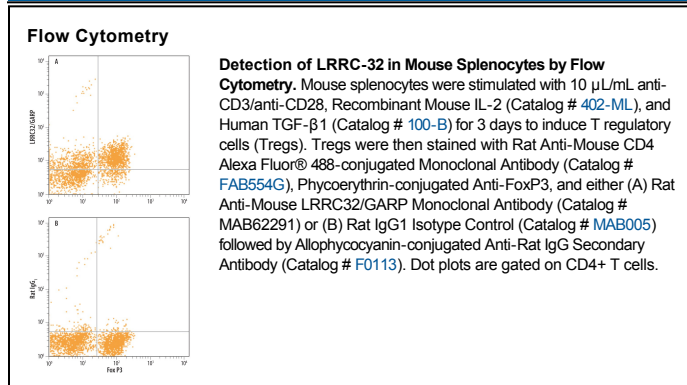 Flow Cytometry
A
LRRC32/GARP
B
Rat IgG₁
Fox P3
Detection of LRRC-32 in Mouse Splenocytes by Flow
Cytometry. Mouse splenocytes were stimulated with 10 µL/mL anti-
CD3/anti-CD28, Recombinant Mouse IL-2 (Catalog # 402-ML), and
Human TGF-β1 (Catalog # 100-B) for 3 days to induce T regulatory
cells (Tregs). Tregs were then stained with Rat Anti-Mouse CD4
Alexa Fluor® 488-conjugated Monoclonal Antibody (Catalog #
FAB554G), Phycoerythrin-conjugated Anti-FoxP3, and either (A) Rat
Anti-Mouse LRRC32/GARP Monoclonal Antibody (Catalog #
MAB62291) or (B) Rat IgG1 Isotype Control (Catalog # MAB005)
followed by Allophycocyanin-conjugated Anti-Rat IgG Secondary
Antibody (Catalog # F0113). Dot plots are gated on CD4+ T cells.